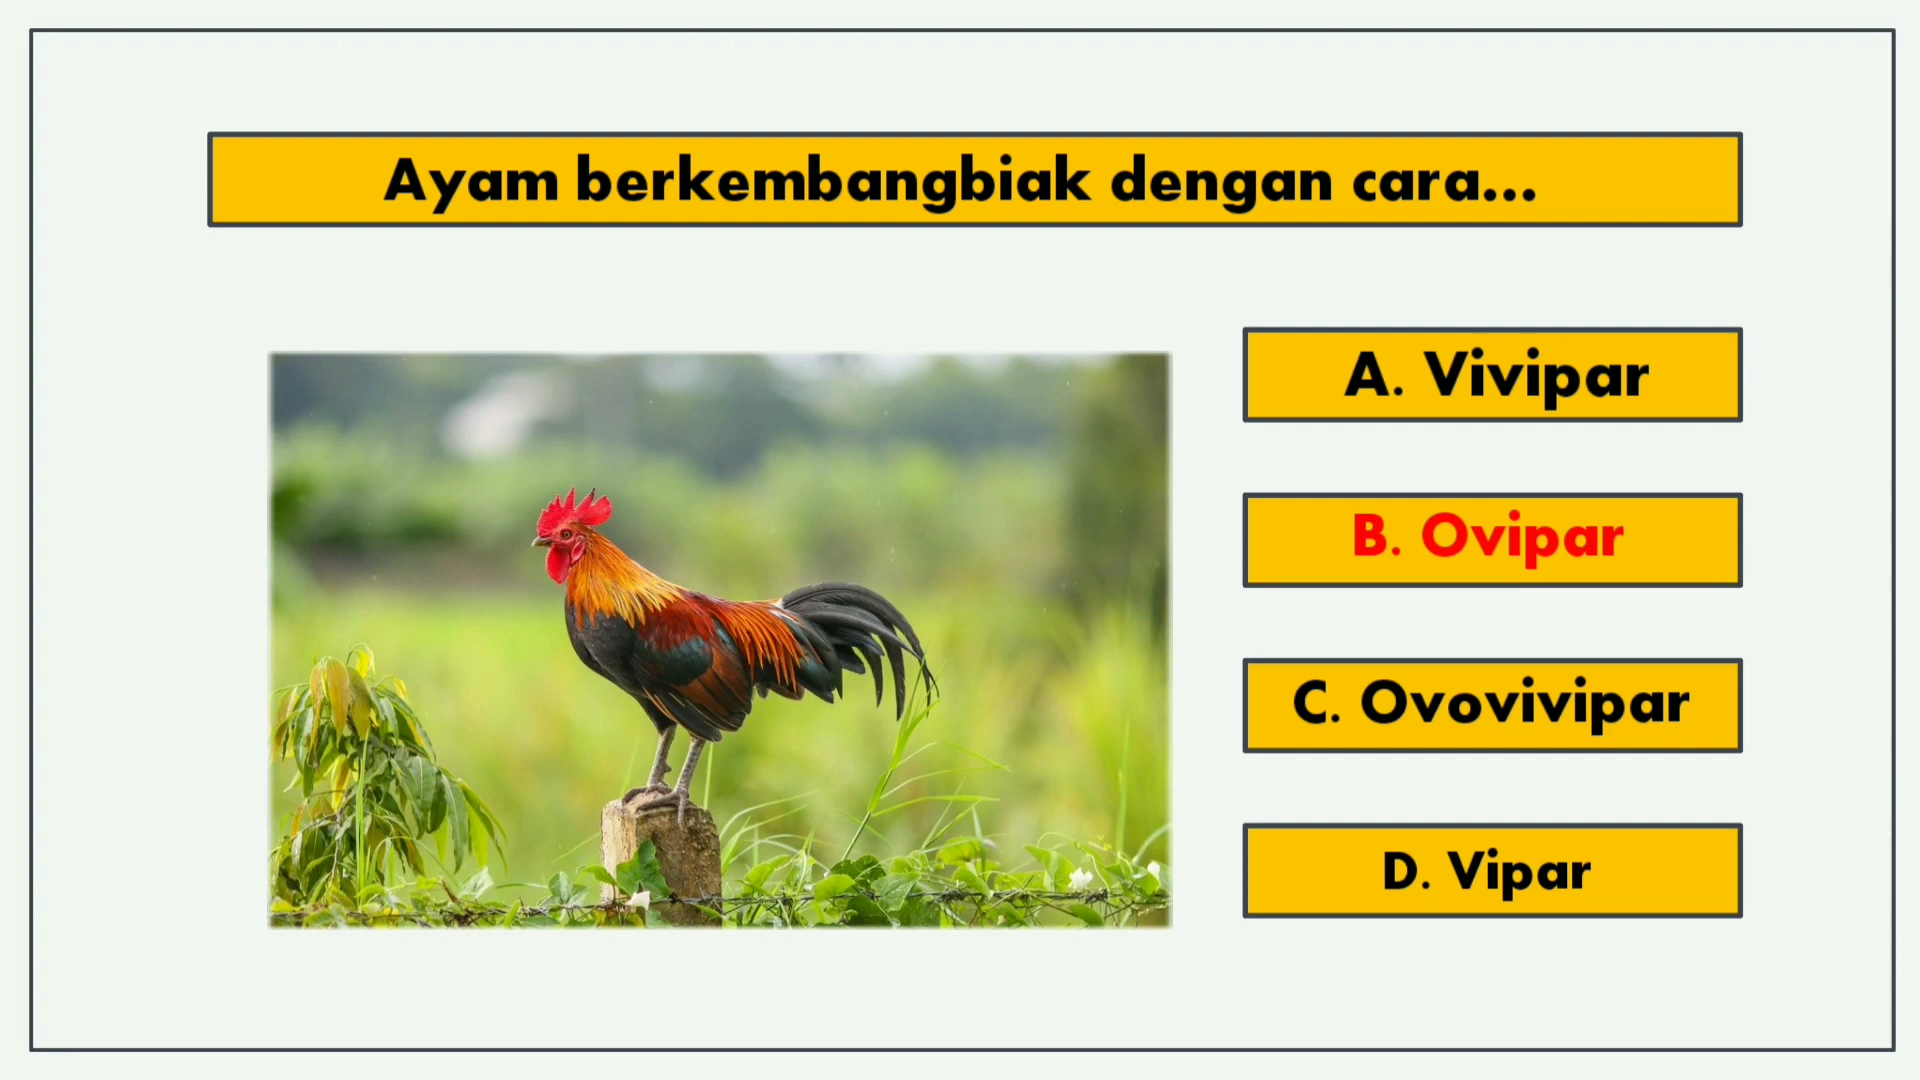 Ayam berkembangbiak dengan cara...
A. Vivipar
B. Ovipar
C. Ovovivipar
D. Vipar